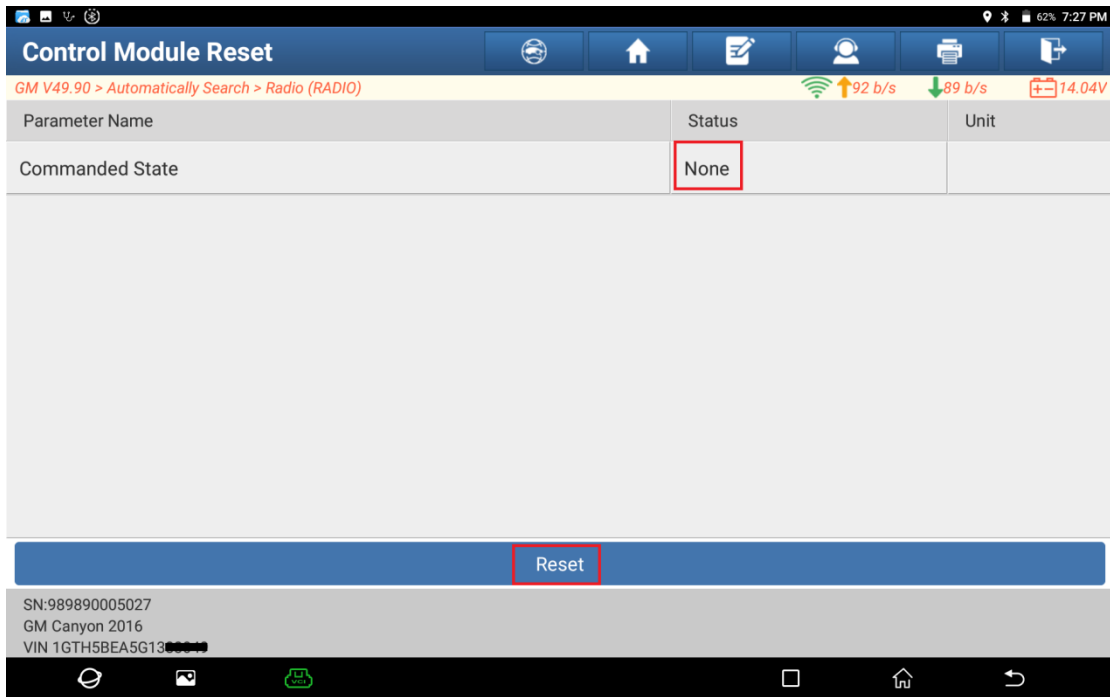 62% 7:27 PM
Control Module Reset
GM V49.90 > Automatically Search > Radio (RADIO) 92 b/s 89 b/s 14.04V
Parameter Name Status Unit
Commanded State None
Reset
SN:989890005027
GM Canyon 2016
VIN 1GTH5BEA5G13
VCI